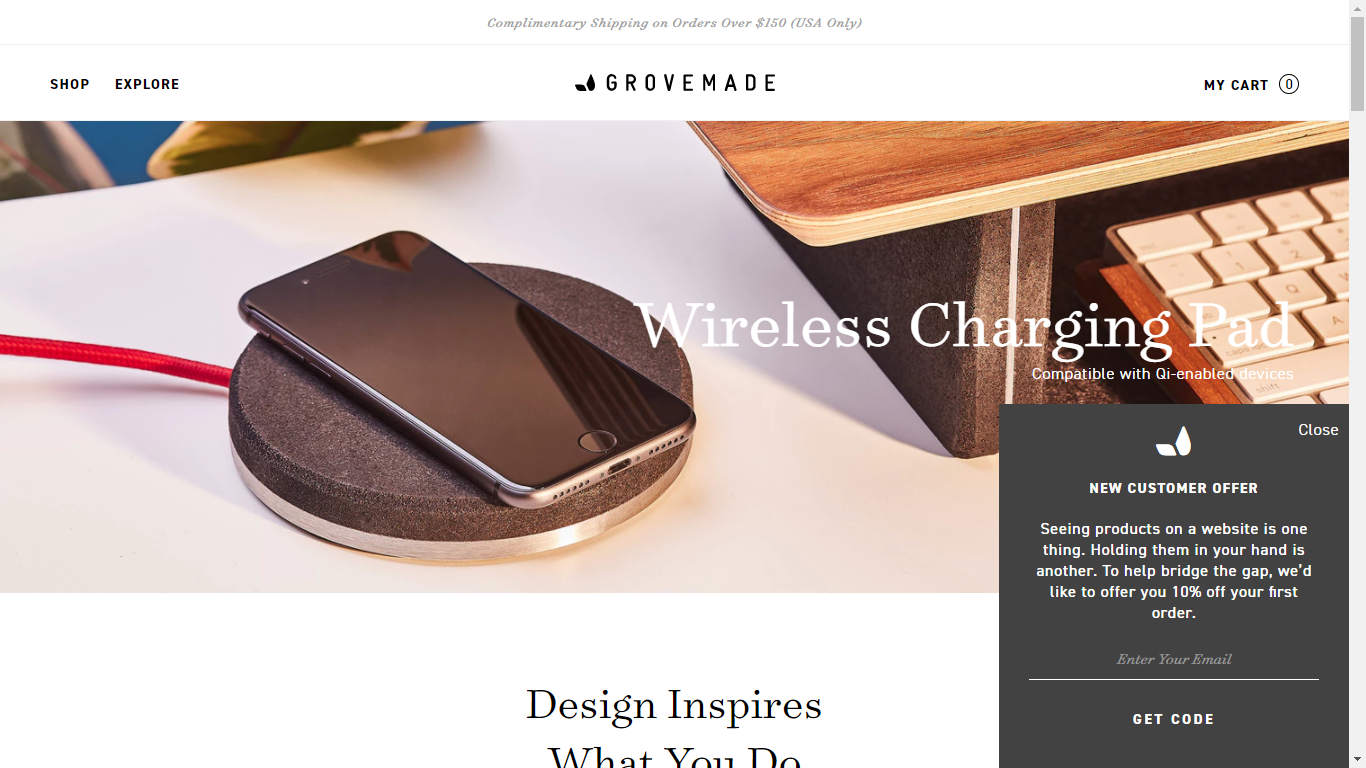 Complimentary Shipping on Orders Over $150 (USA Only)
SHOP EXPLORE
GROVEMADE
MY CART 0
Wireless Charging Pad
Compatible with Qi-enabled devices
Close
NEW CUSTOMER OFFER
Seeing products on a website is one
thing. Holding them in your hand is
another. To help bridge the gap, we’d
like to offer you 10% off your first
order.
Enter Your Email
GET CODE
Design Inspires
What You Do